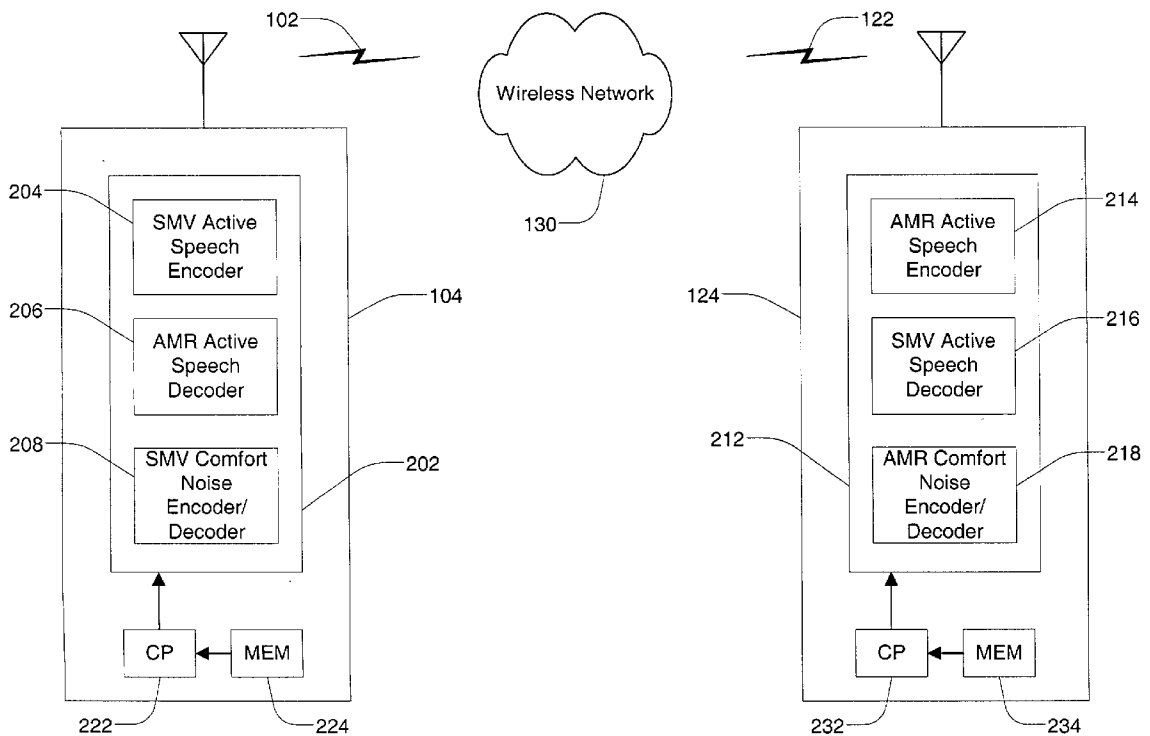 102
122
Wireless Network
130
204
SMV Active
Speech
Encoder
206
AMR Active
Speech
Decoder
208
SMV Comfort
Noise
Encoder/
Decoder
104
202
CP
MEM
222
224
124
AMR Active
Speech
Encoder
214
SMV Active
Speech
Decoder
216
212
AMR Comfort
Noise
Encoder/
Decoder
218
CP
MEM
232
234